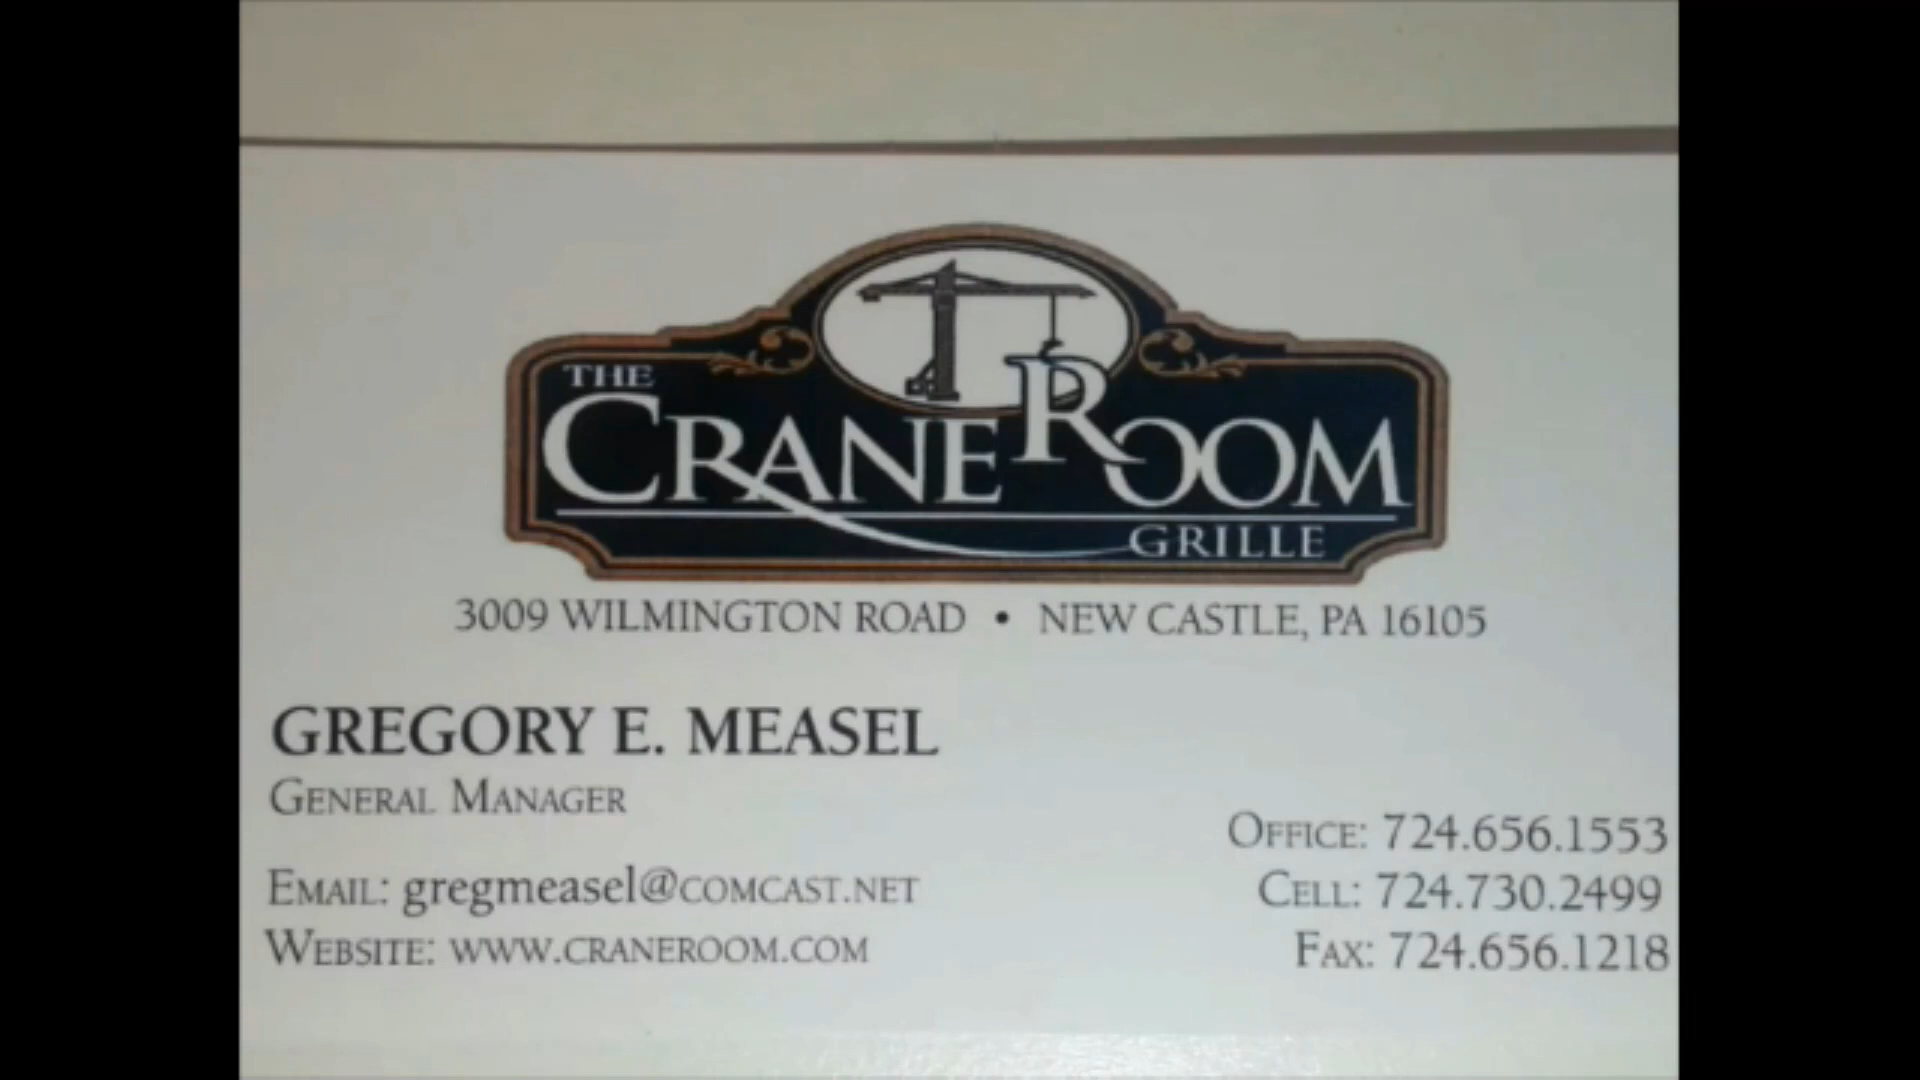 THE
CRANE ROOM
GRILLE
3009 WILMINGTON ROAD • NEW CASTLE, PA 16105
GREGORY E. MEASEL
GENERAL MANAGER
OFFICE: 724.656.1553
EMAIL: gregmeasel@COMCAST.NET
CELL: 724.730.2499
WEBSITE: WWW.CRANEROOM.COM
FAX: 724.656.1218